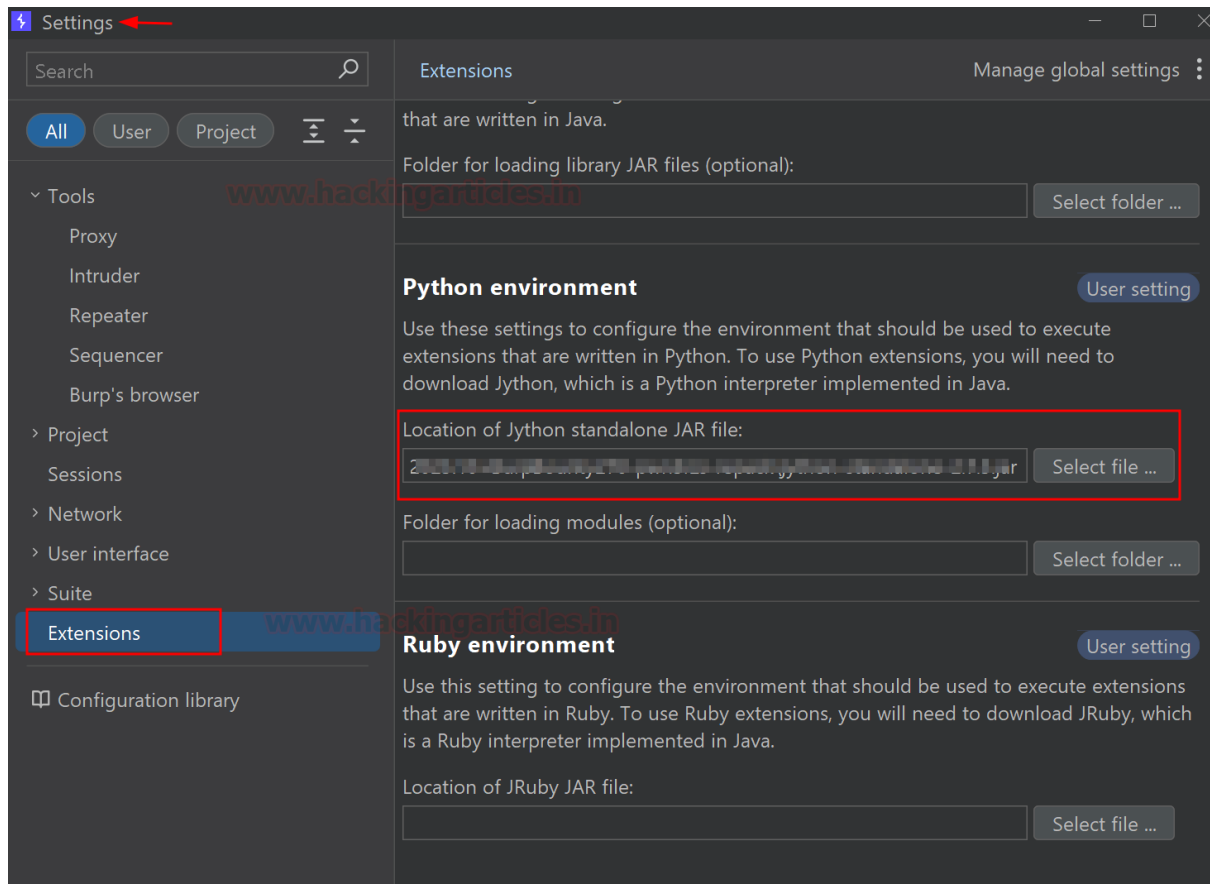 Settings
Search
Extensions
Manage global settings
All
User
Project
Tools
Proxy
Intruder
Repeater
Sequencer
Burp's browser
Project
Sessions
Network
User interface
Suite
Extensions
Configuration library
that are written in Java.
Folder for loading library JAR files (optional):
Select folder ...
www.hackingarticles.in
Python environment
User setting
Use these settings to configure the environment that should be used to execute
extensions that are written in Python. To use Python extensions, you will need to
download Jython, which is a Python interpreter implemented in Java.
Location of Jython standalone JAR file:
Select file ...
Folder for loading modules (optional):
Select folder ...
www.hackingarticles.in
Ruby environment
User setting
Use this setting to configure the environment that should be used to execute extensions
that are written in Ruby. To use Ruby extensions, you will need to download JRuby, which
is a Ruby interpreter implemented in Java.
Location of JRuby JAR file:
Select file ...